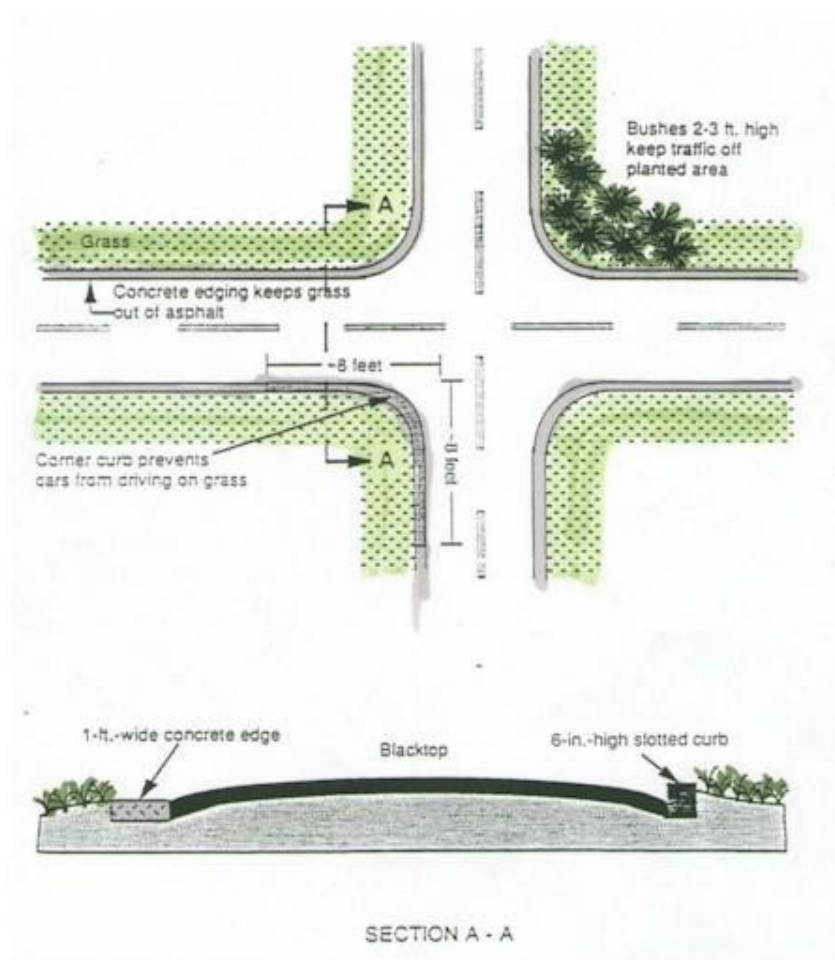 Bushes 2-3 ft. high
keep traffic off
planted area
A
Grass
Concrete edging keeps grass
out of asphalt
~8 feet
~8 feet
Corner curb prevents
cars from driving on grass
A
1-ft.-wide concrete edge
Blacktop
6-in.-high slotted curb
SECTION A - A